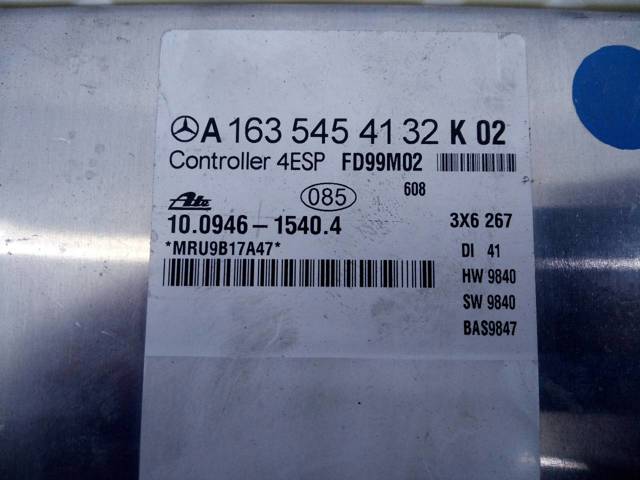 A 163 545 41 32 K 02
Controller 4ESP FD99M02
Ate 085 608
10.0946-1540.4 3X6 267
*MRU9B17A47* DI 41
HW 9840
SW 9840
BAS9847